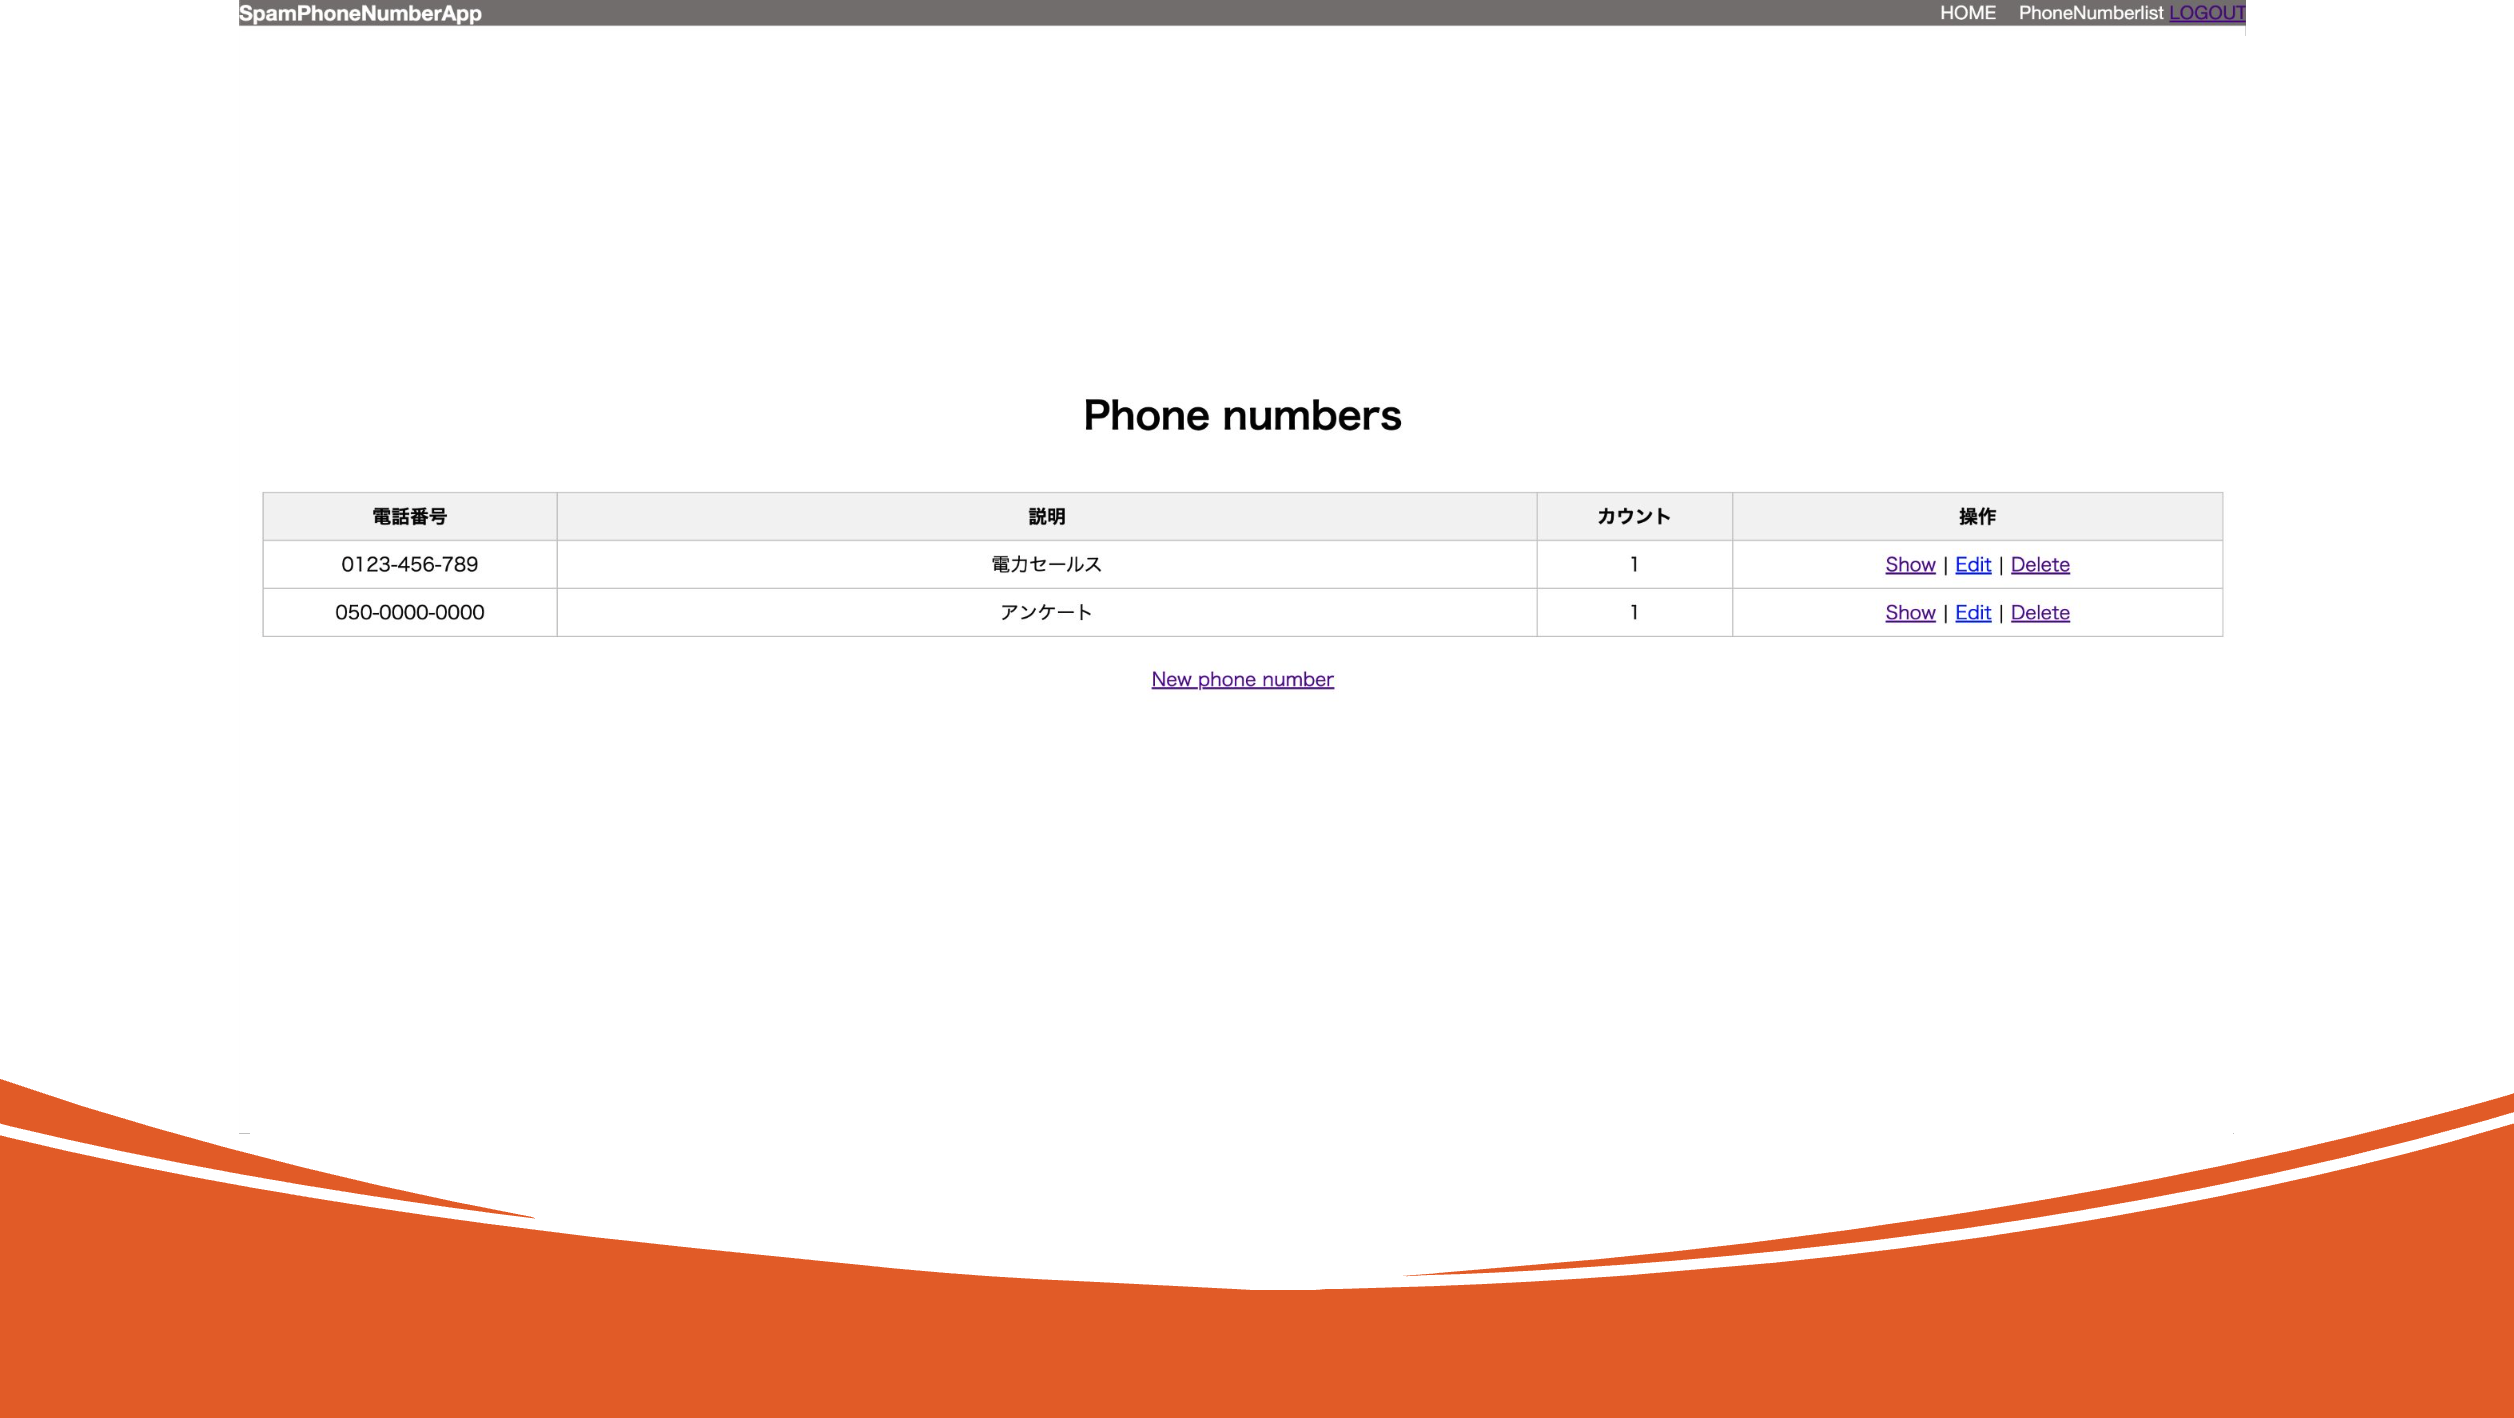 SpamPhoneNumberApp HOME PhoneNumberlist LOGOUT
Phone numbers
電話番号 説明 カウント 操作
0123-456-789 電力セールス 1 Show | Edit | Delete
050-0000-0000 アンケート 1 Show | Edit | Delete
New phone number